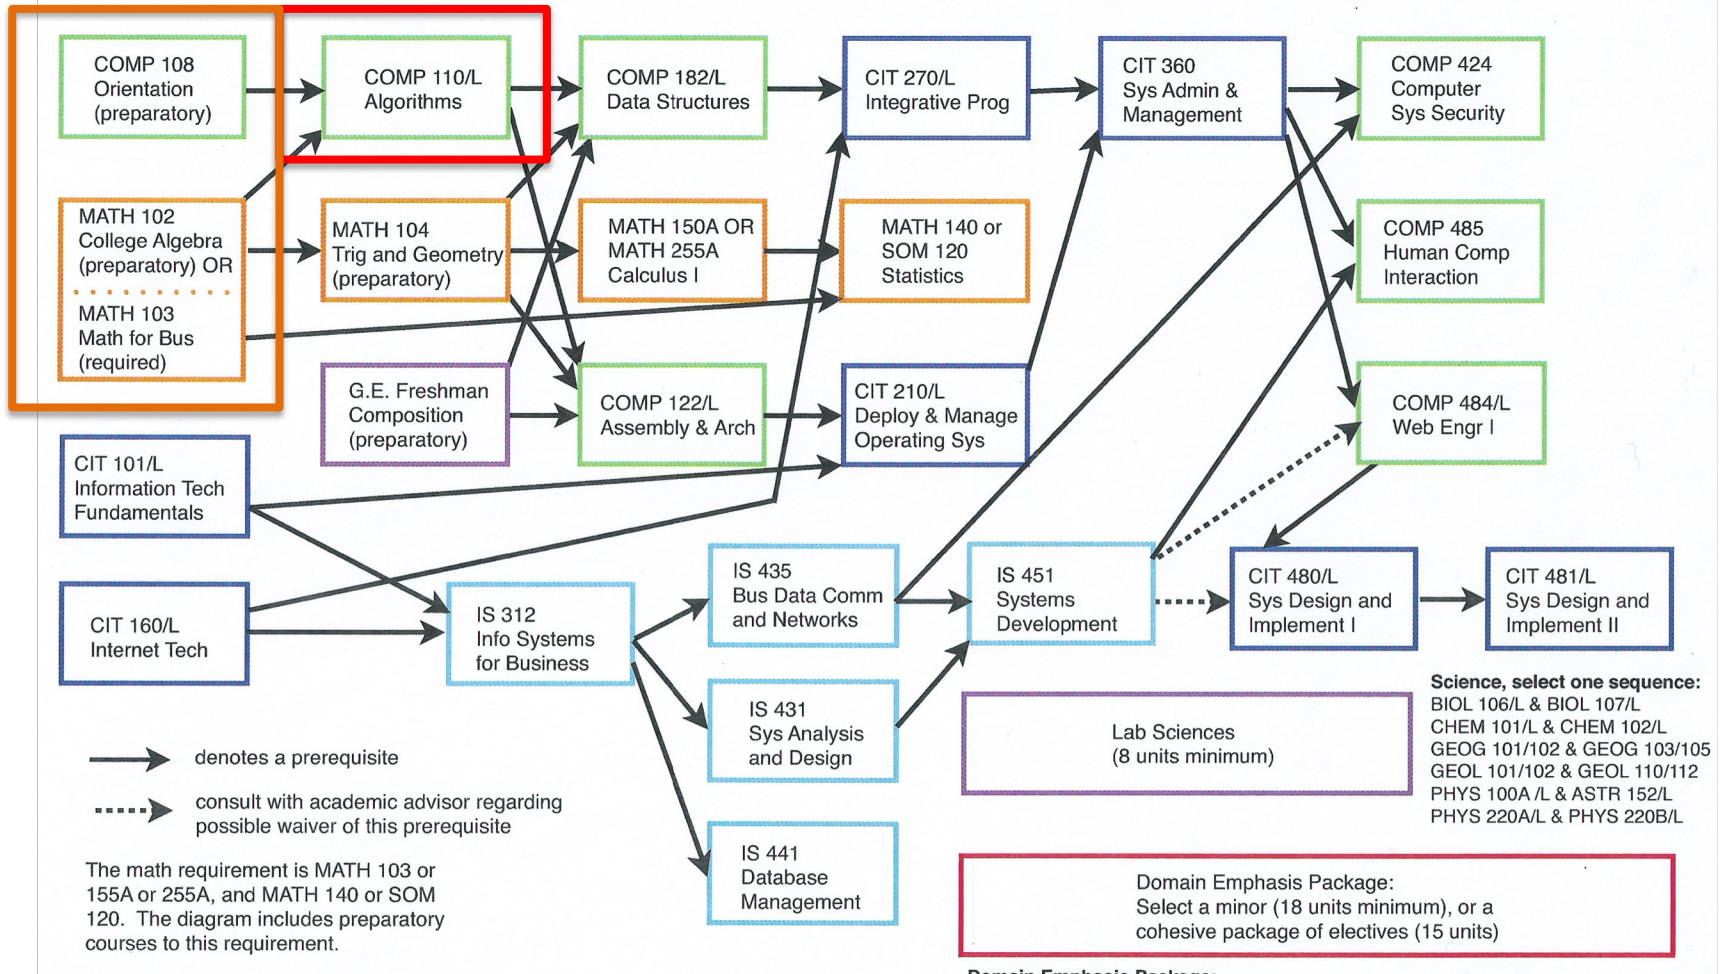 COMP 108
Orientation
(preparatory)
COMP 110/L
Algorithms
COMP 182/L
Data Structures
CIT 270/L
Integrative Prog
CIT 360
Sys Admin &
Management
COMP 424
Computer
Sys Security
MATH 102
College Algebra
(preparatory) OR
MATH 103
Math for Bus
(required)
MATH 104
Trig and Geometry
(preparatory)
MATH 150A OR
MATH 255A
Calculus I
MATH 140 or
SOM 120
Statistics
COMP 485
Human Comp
Interaction
G.E. Freshman
Composition
(preparatory)
COMP 122/L
Assembly & Arch
CIT 210/L
Deploy & Manage
Operating Sys
COMP 484/L
Web Engr I
CIT 101/L
Information Tech
Fundamentals
CIT 160/L
Internet Tech
IS 312
Info Systems
for Business
IS 435
Bus Data Comm
and Networks
IS 451
Systems
Development
CIT 480/L
Sys Design and
Implement I
CIT 481/L
Sys Design and
Implement II
IS 431
Sys Analysis
and Design
IS 441
Database
Management
Lab Sciences
(8 units minimum)
Science, select one sequence:
BIOL 106/L & BIOL 107/L
CHEM 101/L & CHEM 102/L
GEOG 101/102 & GEOG 103/105
GEOL 101/102 & GEOL 110/112
PHYS 100A /L & ASTR 152/L
PHYS 220A/L & PHYS 220B/L
denotes a prerequisite
consult with academic advisor regarding
possible waiver of this prerequisite
The math requirement is MATH 103 or
155A or 255A, and MATH 140 or SOM
120. The diagram includes preparatory
courses to this requirement.
Domain Emphasis Package:
Select a minor (18 units minimum), or a
cohesive package of electives (15 units)
Domain Emphasis Package: